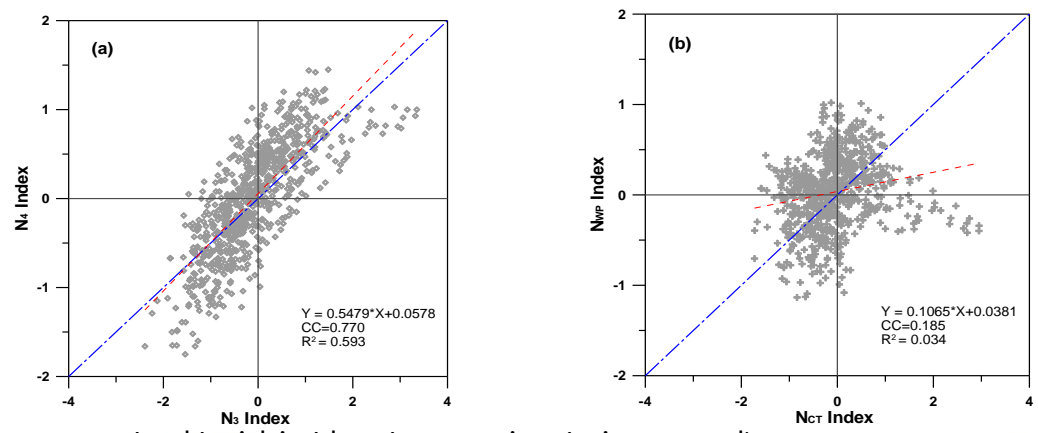 (a)
2
1
0
-1
-2
N4 Index
Y = 0.5479*X+0.0578
CC=0.770
R² = 0.593
-4 -2 0 2 4
N3 Index
(b)
2
1
0
-1
-2
NWP Index
Y = 0.1065*X+0.0381
CC=0.185
R² = 0.034
-4 -2 0 2 4
NCT Index